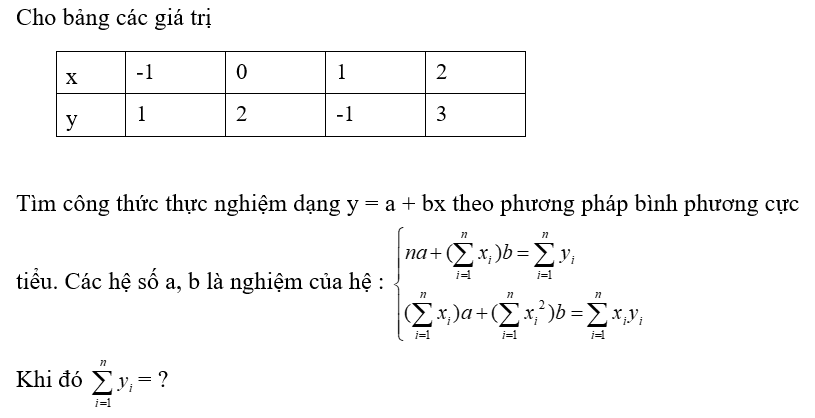 Cho bảng các giá trị
x -1 0 1 2
y 1 2 -1 3
Tìm công thức thực nghiệm dạng y = a + bx theo phương pháp bình phương cực
tiểu. Các hệ số a, b là nghiệm của hệ : { na + (∑_{i=1}^{n} x_i)b = ∑_{i=1}^{n} y_i
(∑_{i=1}^{n} x_i)a + (∑_{i=1}^{n} x_i^2)b = ∑_{i=1}^{n} x_i y_i
Khi đó ∑_{i=1}^{n} y_i = ?